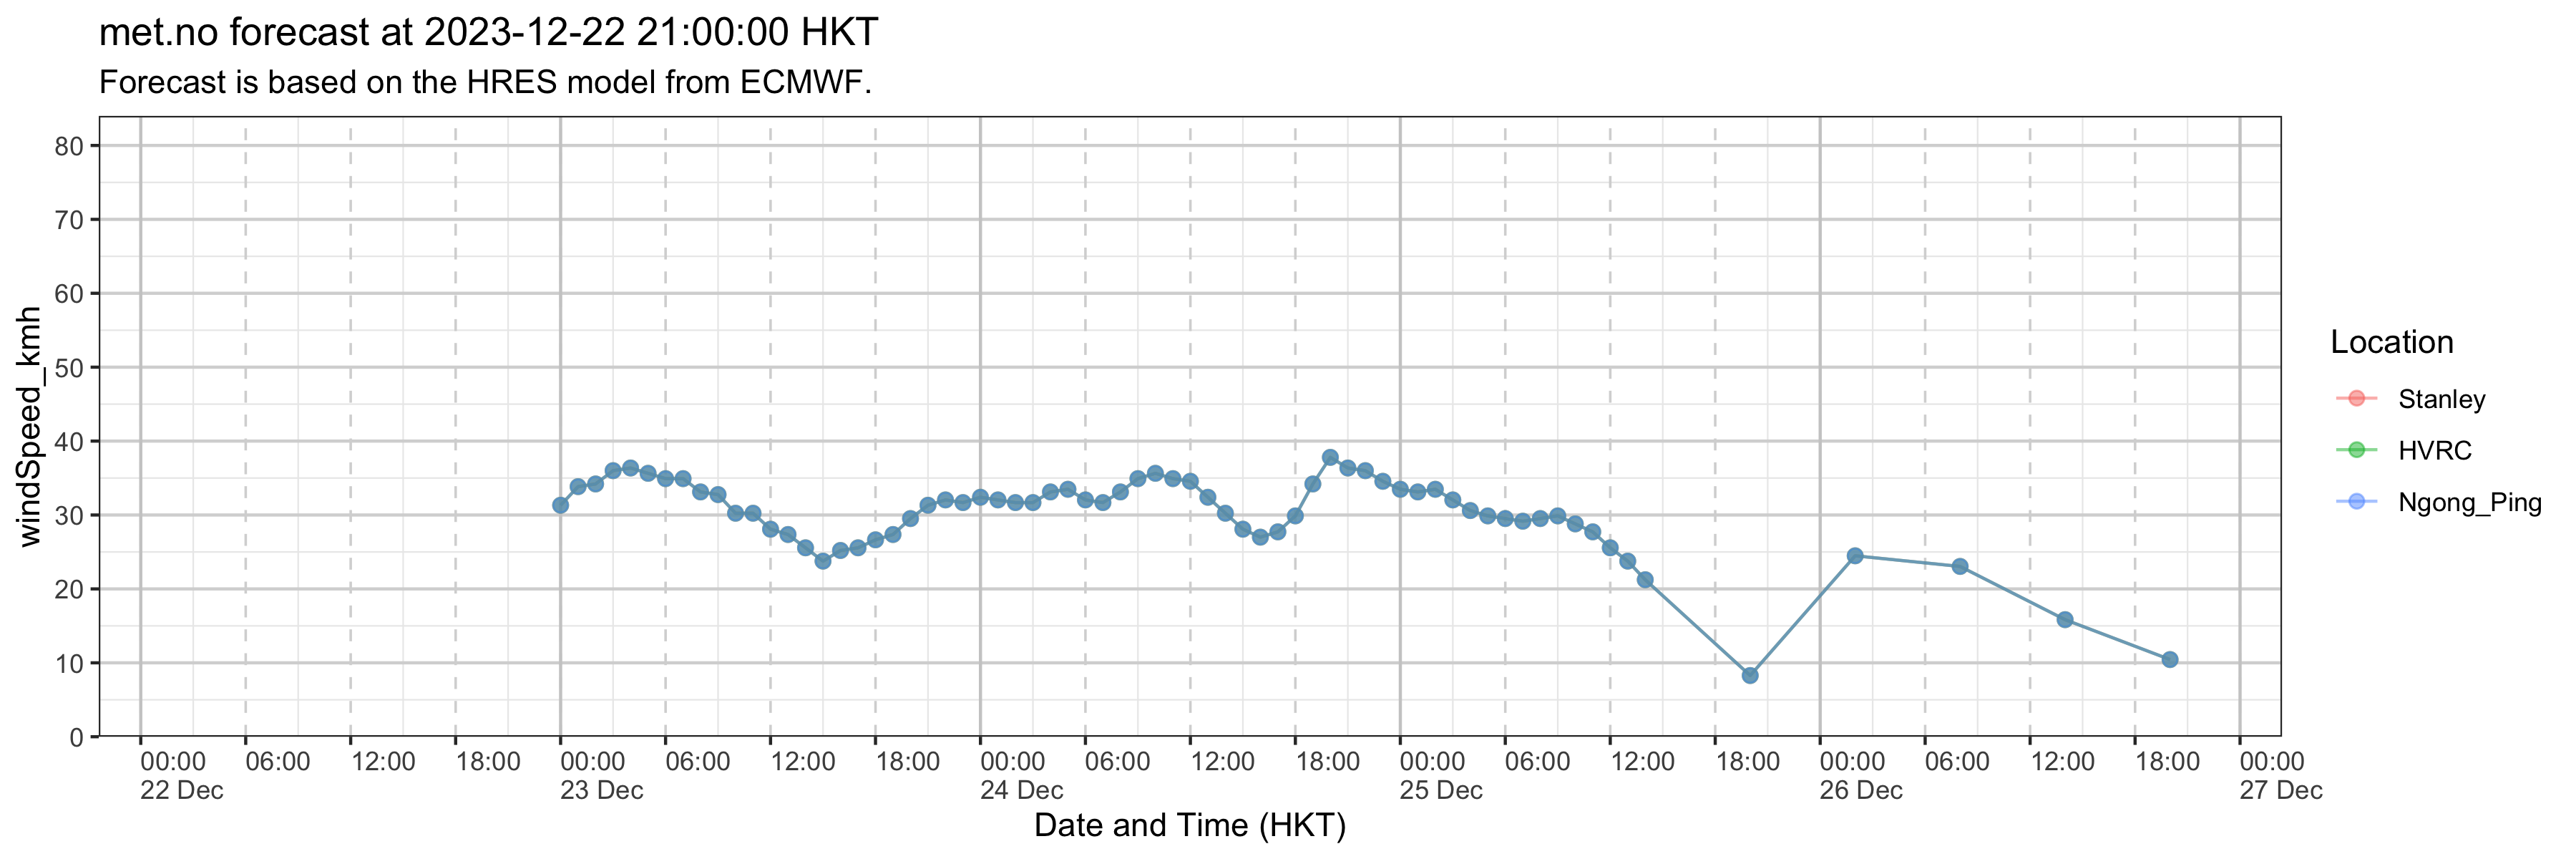 met.no forecast at 2023-12-22 21:00:00 HKT
Forecast is based on the HRES model from ECMWF.
windSpeed_kmh
80
70
60
50
40
30
20
10
0
00:00 06:00 12:00 18:00 00:00 06:00 12:00 18:00 00:00 06:00 12:00 18:00 00:00 06:00 12:00 18:00 00:00 06:00 12:00 18:00 00:00
22 Dec 23 Dec 24 Dec 25 Dec 26 Dec 27 Dec
Date and Time (HKT)
Location
Stanley
HVRC
Ngong_Ping